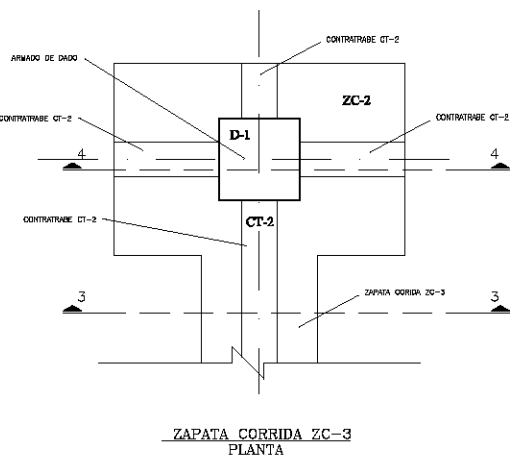 CONTRATRABE CT-2
ARMADO DE DADO
ZC-2
CONTRATRABE CT-2
CONTRATRABE CT-2
D-1
4
4
CONTRATRABE CT-2
CT-2
3
ZAPATA CORIDA ZC-3
3
ZAPATA CORRIDA ZC-3
PLANTA